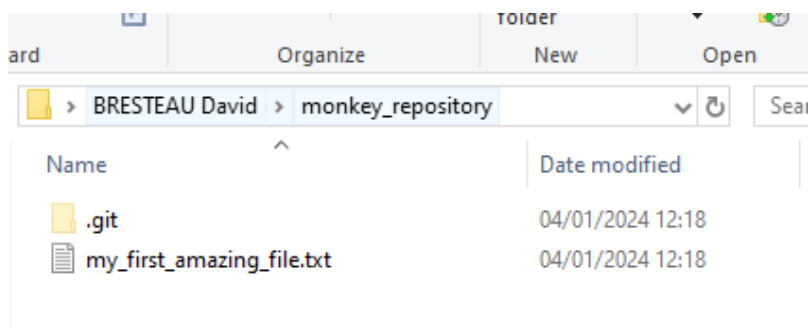 folder
ard Organize New Open
BRESTEAU David > monkey_repository Sear
Name Date modified
.git 04/01/2024 12:18
my_first_amazing_file.txt 04/01/2024 12:18